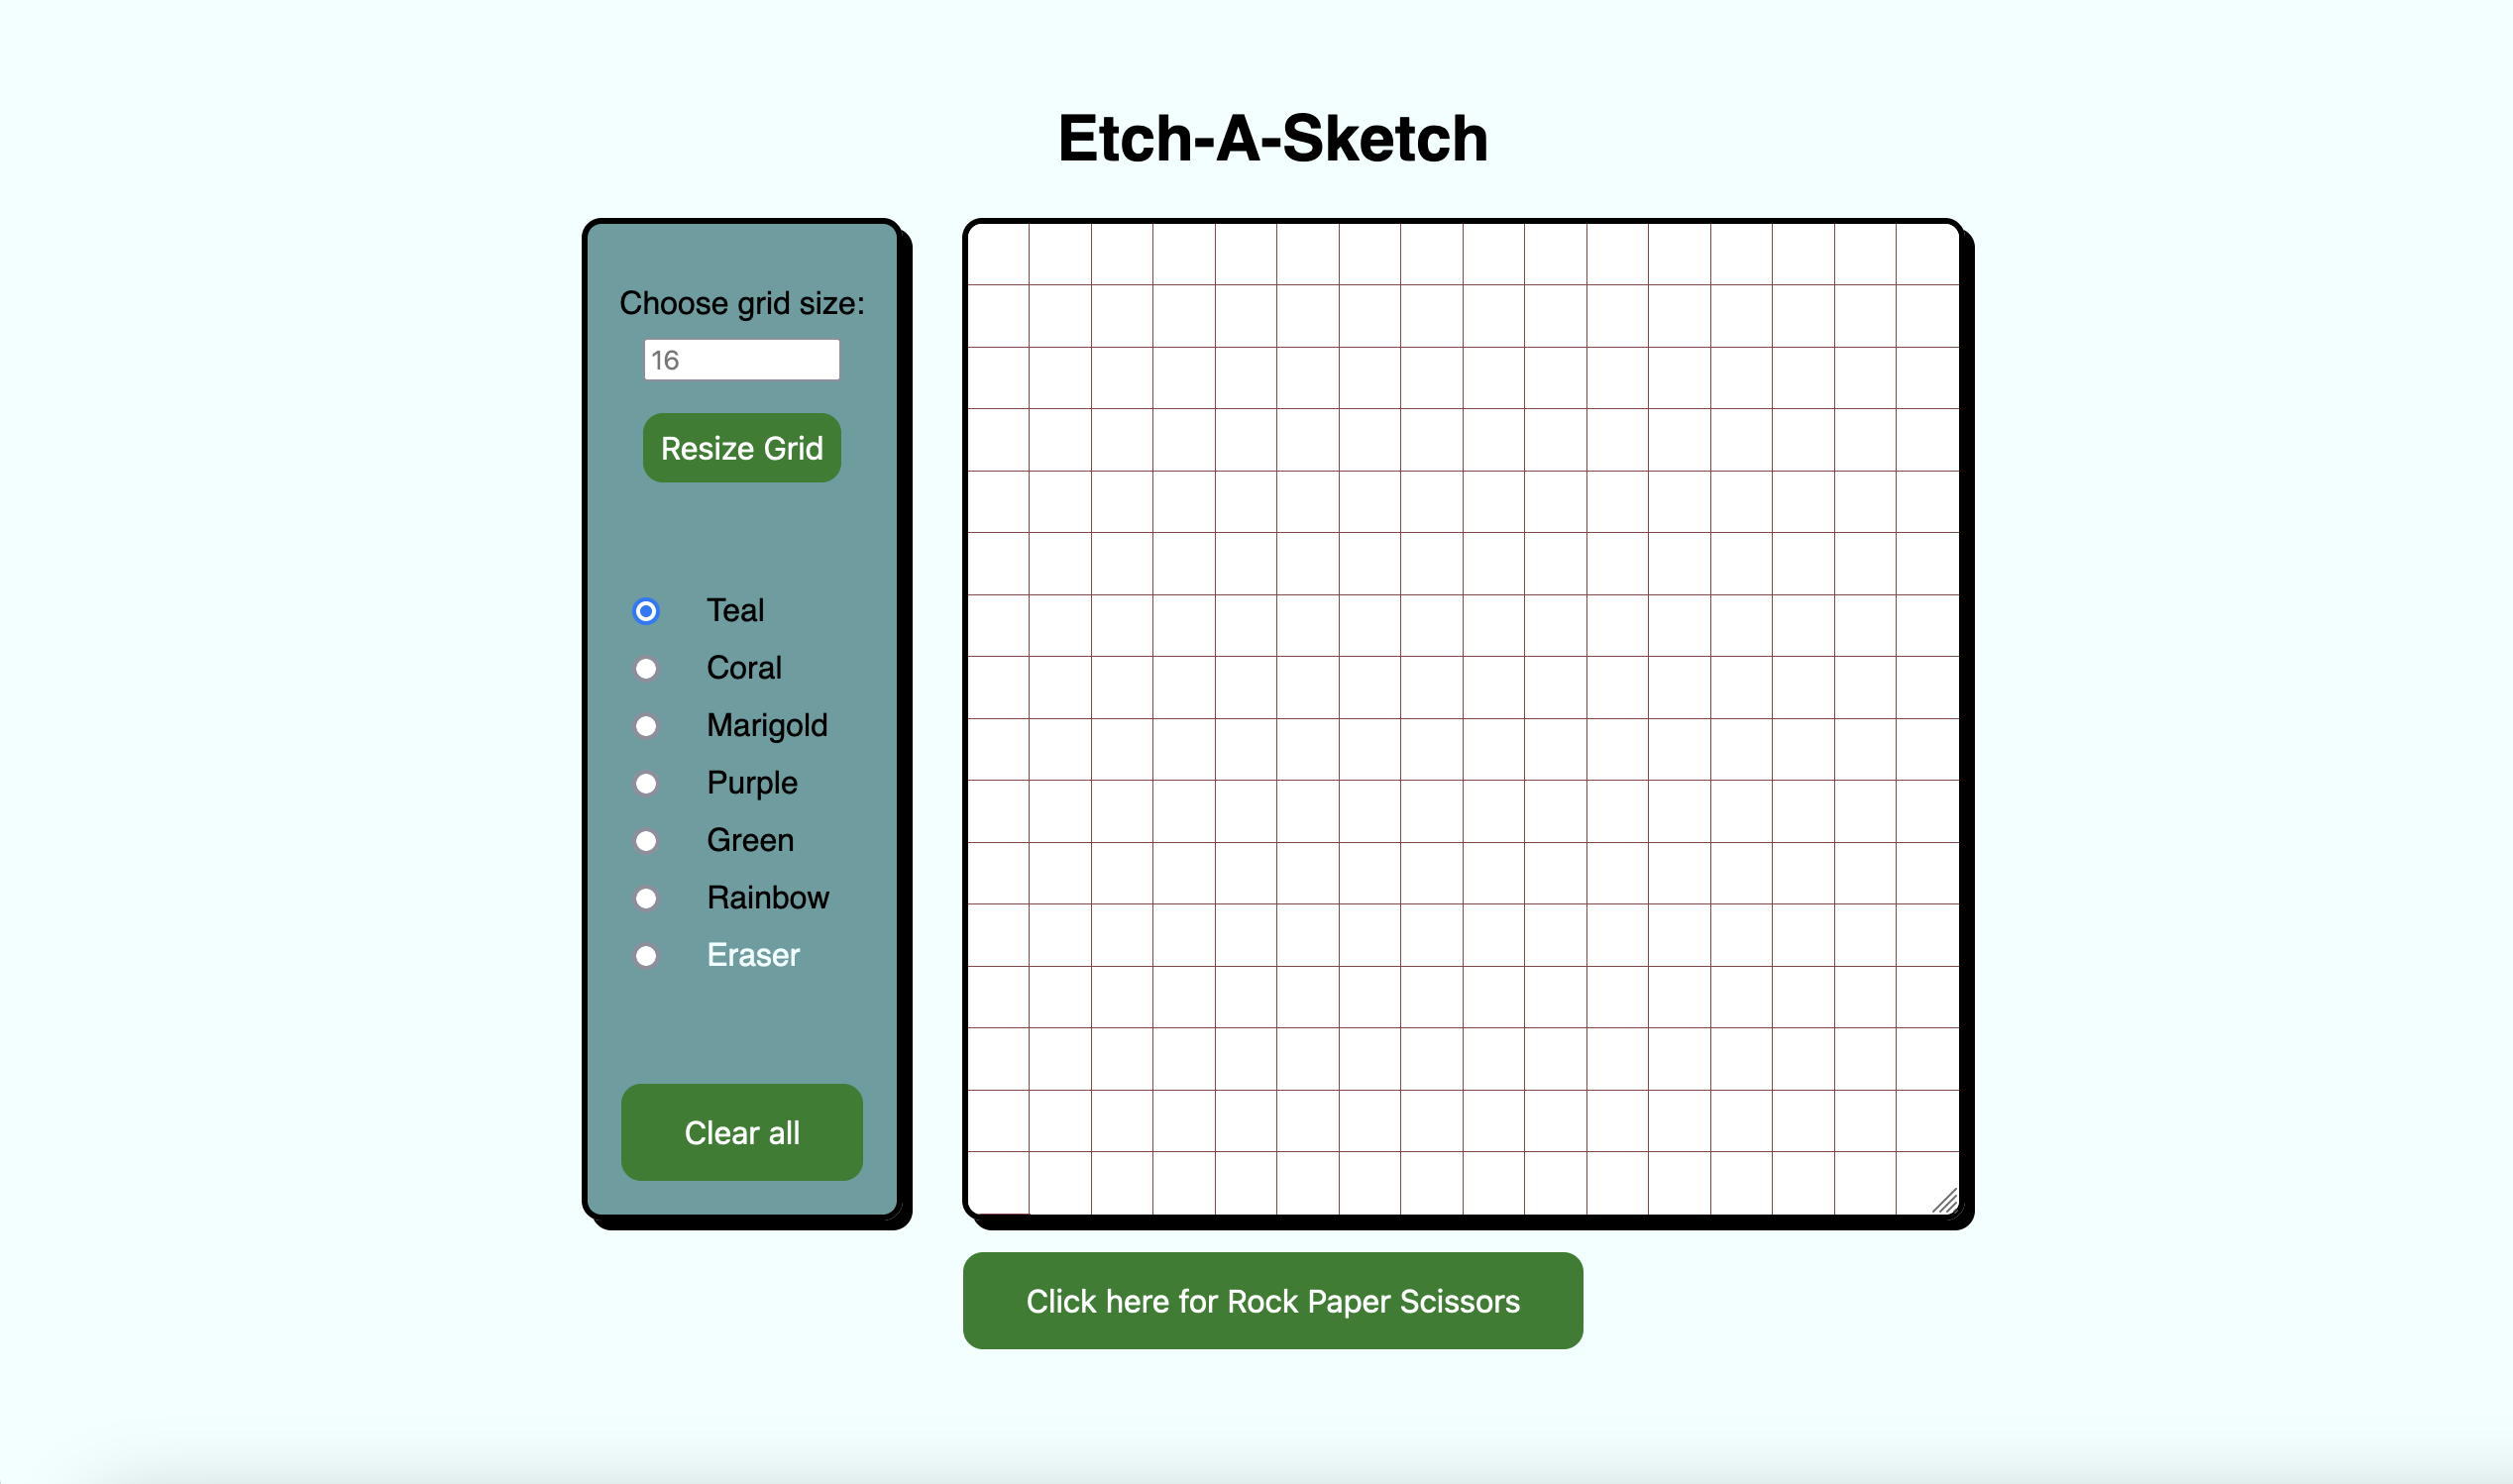 Etch-A-Sketch
Choose grid size:
16
Resize Grid
Teal
Coral
Marigold
Purple
Green
Rainbow
Eraser
Clear all
Click here for Rock Paper Scissors